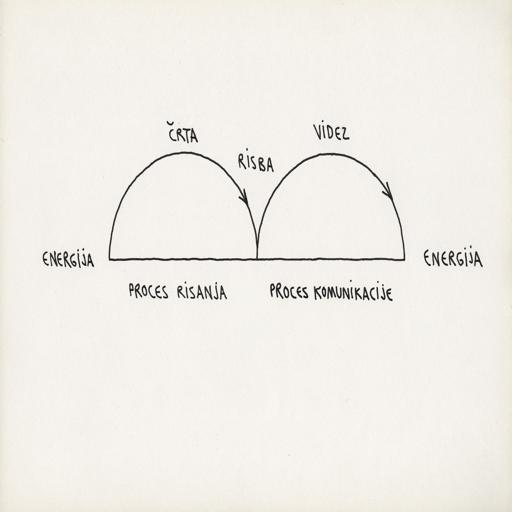 ČRTA
VIDEZ
RISBA
ENERGIJA
ENERGIJA
PROCES RISANJA
PROCES KOMUNIKACIJE